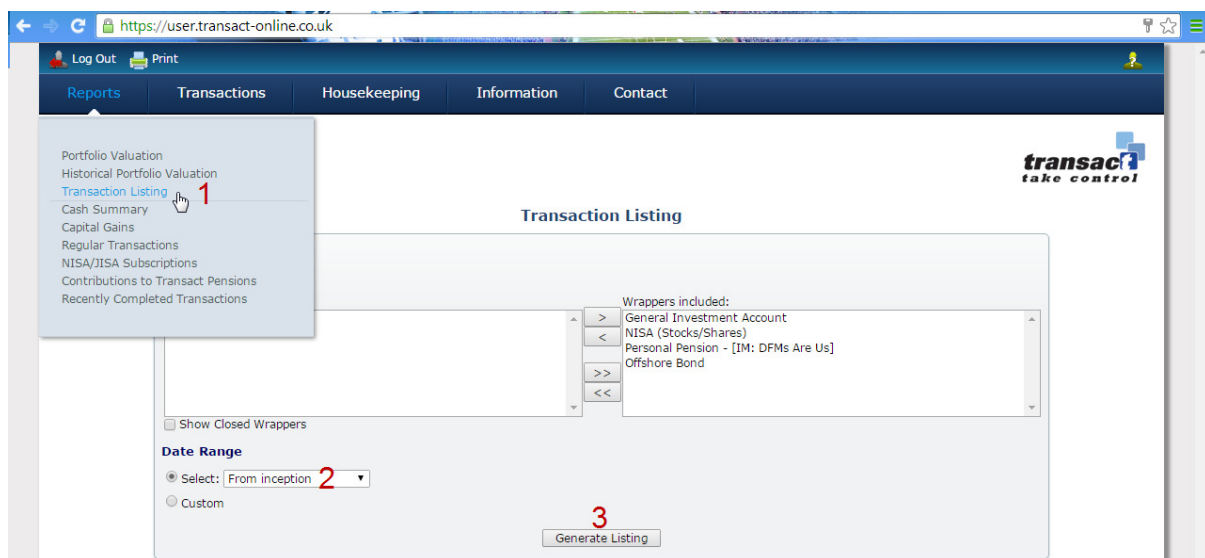 https://user.transact-online.co.uk
Log Out Print
Reports Transactions Housekeeping Information Contact
Portfolio Valuation
Historical Portfolio Valuation
Transaction Listing 1
Cash Summary
Capital Gains
Regular Transactions
NISA/JISA Subscriptions
Contributions to Transact Pensions
Recently Completed Transactions
transact
take control
Transaction Listing
Wrappers included:
> General Investment Account
< NISA (Stocks/Shares)
Personal Pension - [IM: DFMs Are Us]
>> Offshore Bond
<<
Show Closed Wrappers
Date Range
Select: From inception 2
Custom
3
Generate Listing